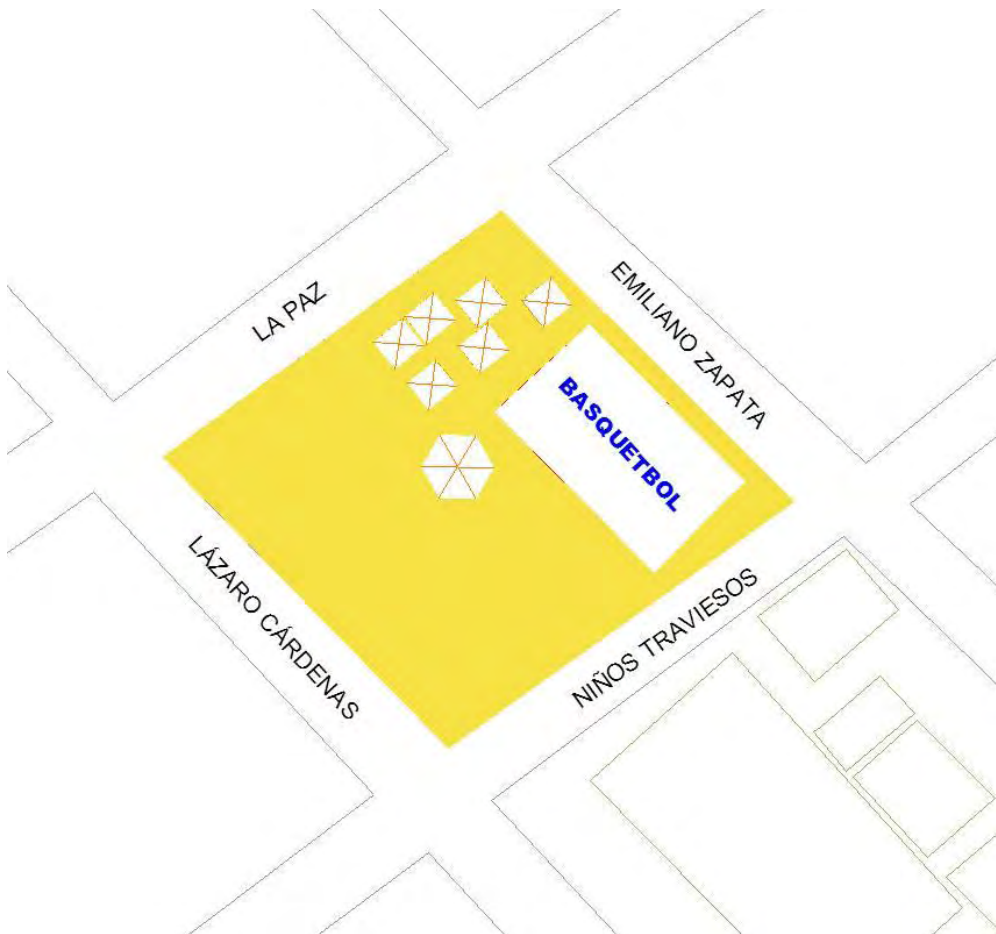 LA PAZ
EMILIANO ZAPATA
BASQUETBOL
LÁZARO CÁRDENAS
NIÑOS TRAVIESOS